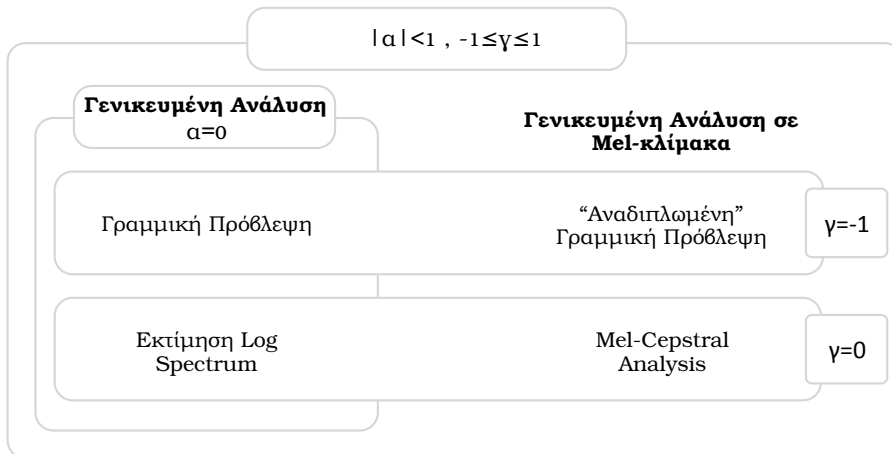 |α|<1 , -1≤γ≤1
Γενικευμένη Ανάλυση
α=0
Γενικευμένη Ανάλυση σε
Mel-κλίμακα
Γραμμική Πρόβλεψη
“Αναδιπλωμένη”
Γραμμική Πρόβλεψη
γ=-1
Εκτίμηση Log
Spectrum
Mel-Cepstral
Analysis
γ=0